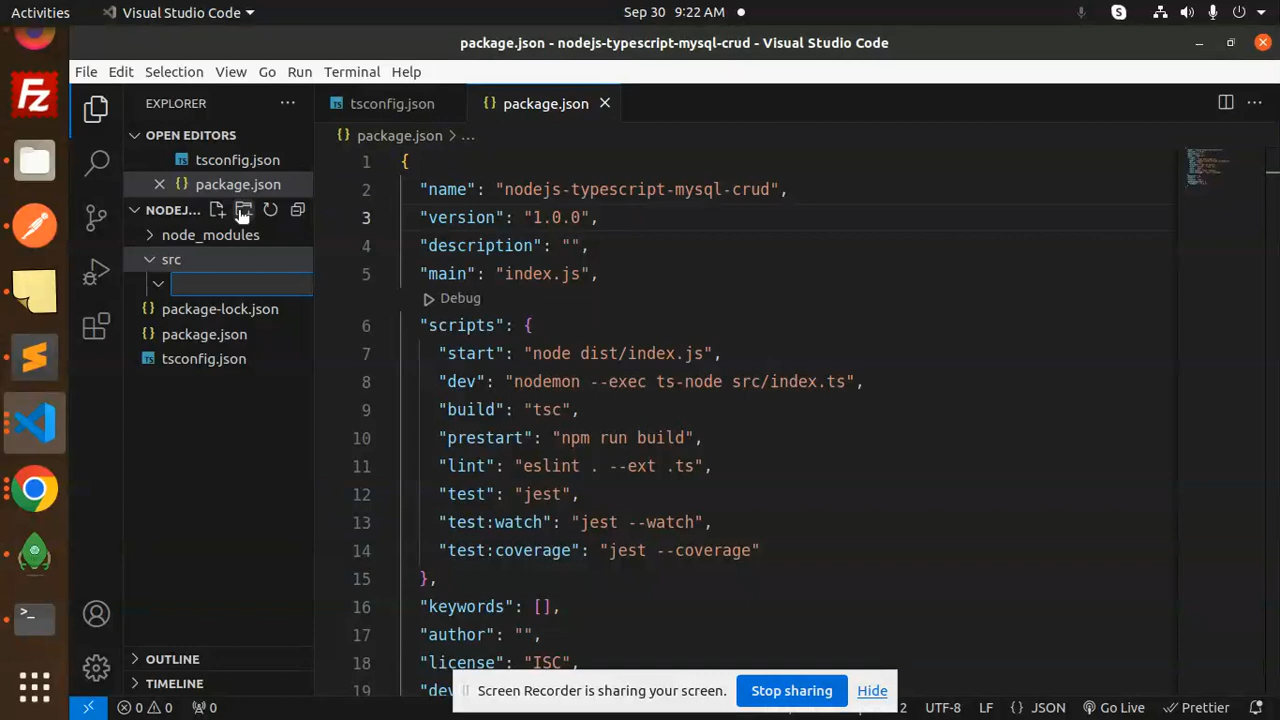 Activities
Visual Studio Code
Sep 30 9:22 AM
package.json - nodejs-typescript-mysql-crud - Visual Studio Code
File Edit Selection View Go Run Terminal Help
EXPLORER
OPEN EDITORS
tsconfig.json
package.json
NODEJ...
node_modules
src
package-lock.json
package.json
tsconfig.json
OUTLINE
TIMELINE
tsconfig.json
package.json
package.json > ...
1 {
2 "name": "nodejs-typescript-mysql-crud",
3 "version": "1.0.0",
4 "description": "",
5 "main": "index.js",
Debug
6 "scripts": {
7 "start": "node dist/index.js",
8 "dev": "nodemon --exec ts-node src/index.ts",
9 "build": "tsc",
10 "prestart": "npm run build",
11 "lint": "eslint . --ext .ts",
12 "test": "jest",
13 "test:watch": "jest --watch",
14 "test:coverage": "jest --coverage"
15 },
16 "keywords": [],
17 "author": "",
18 "license": "ISC",
19
Screen Recorder is sharing your screen. Stop sharing Hide
0 0 0
2 UTF-8 LF {} JSON Go Live Prettier